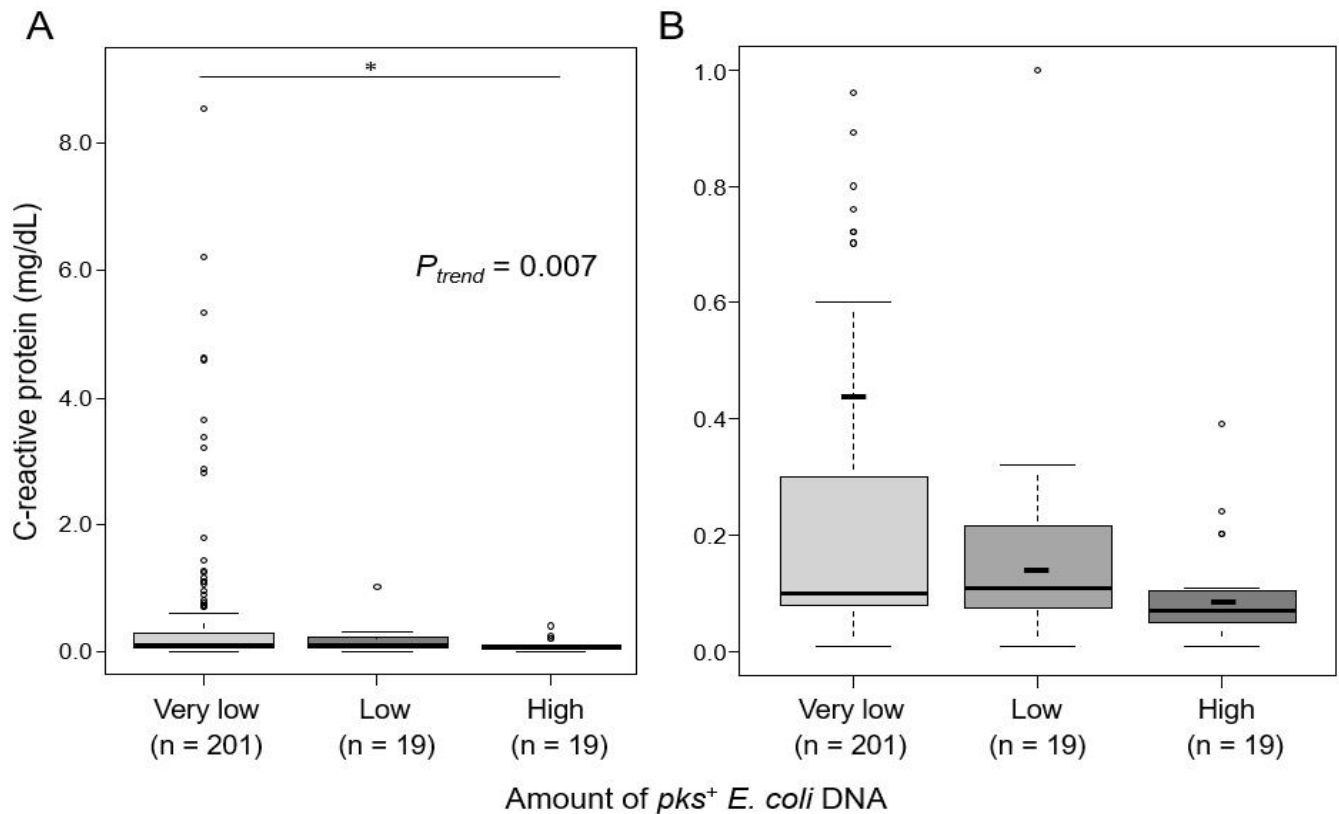 A
B
*
P_trend = 0.007
C-reactive protein (mg/dL)
8.0
6.0
4.0
2.0
0.0
1.0
0.8
0.6
0.4
0.2
0.0
Very low
(n = 201)
Low
(n = 19)
High
(n = 19)
Very low
(n = 201)
Low
(n = 19)
High
(n = 19)
Amount of pks⁺ E. coli DNA